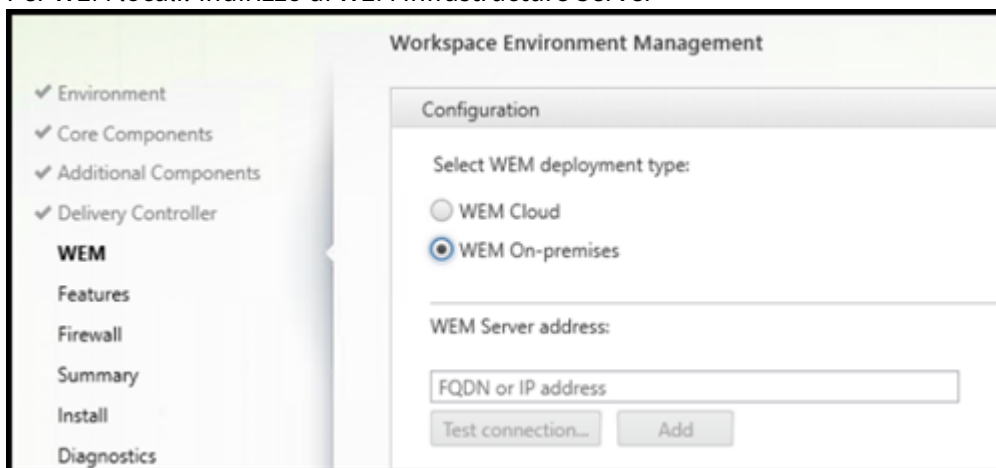 Workspace Environment Management
Environment
Core Components
Additional Components
Delivery Controller
WEM
Features
Firewall
Summary
Install
Diagnostics
Configuration
Select WEM deployment type:
WEM Cloud
WEM On-premises
WEM Server address:
FQDN or IP address
Test connection... Add